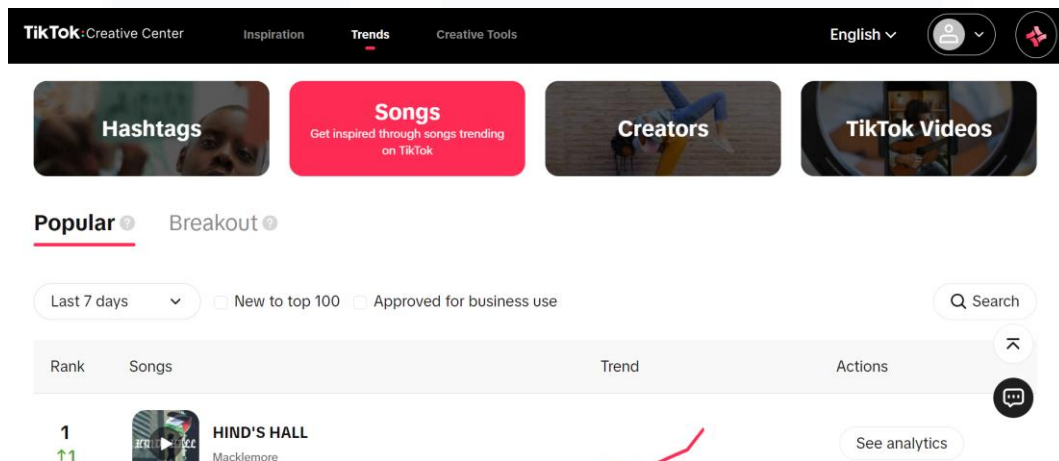 TikTok:Creative Center
Inspiration
Trends
Creative Tools
English
Hashtags
Songs
Get inspired through songs trending
on TikTok
Creators
TikTok Videos
Popular ?
Breakout ?
Last 7 days
New to top 100
Approved for business use
Search
Rank
Songs
Trend
Actions
1
↑1
HIND'S HALL
Macklemore
See analytics